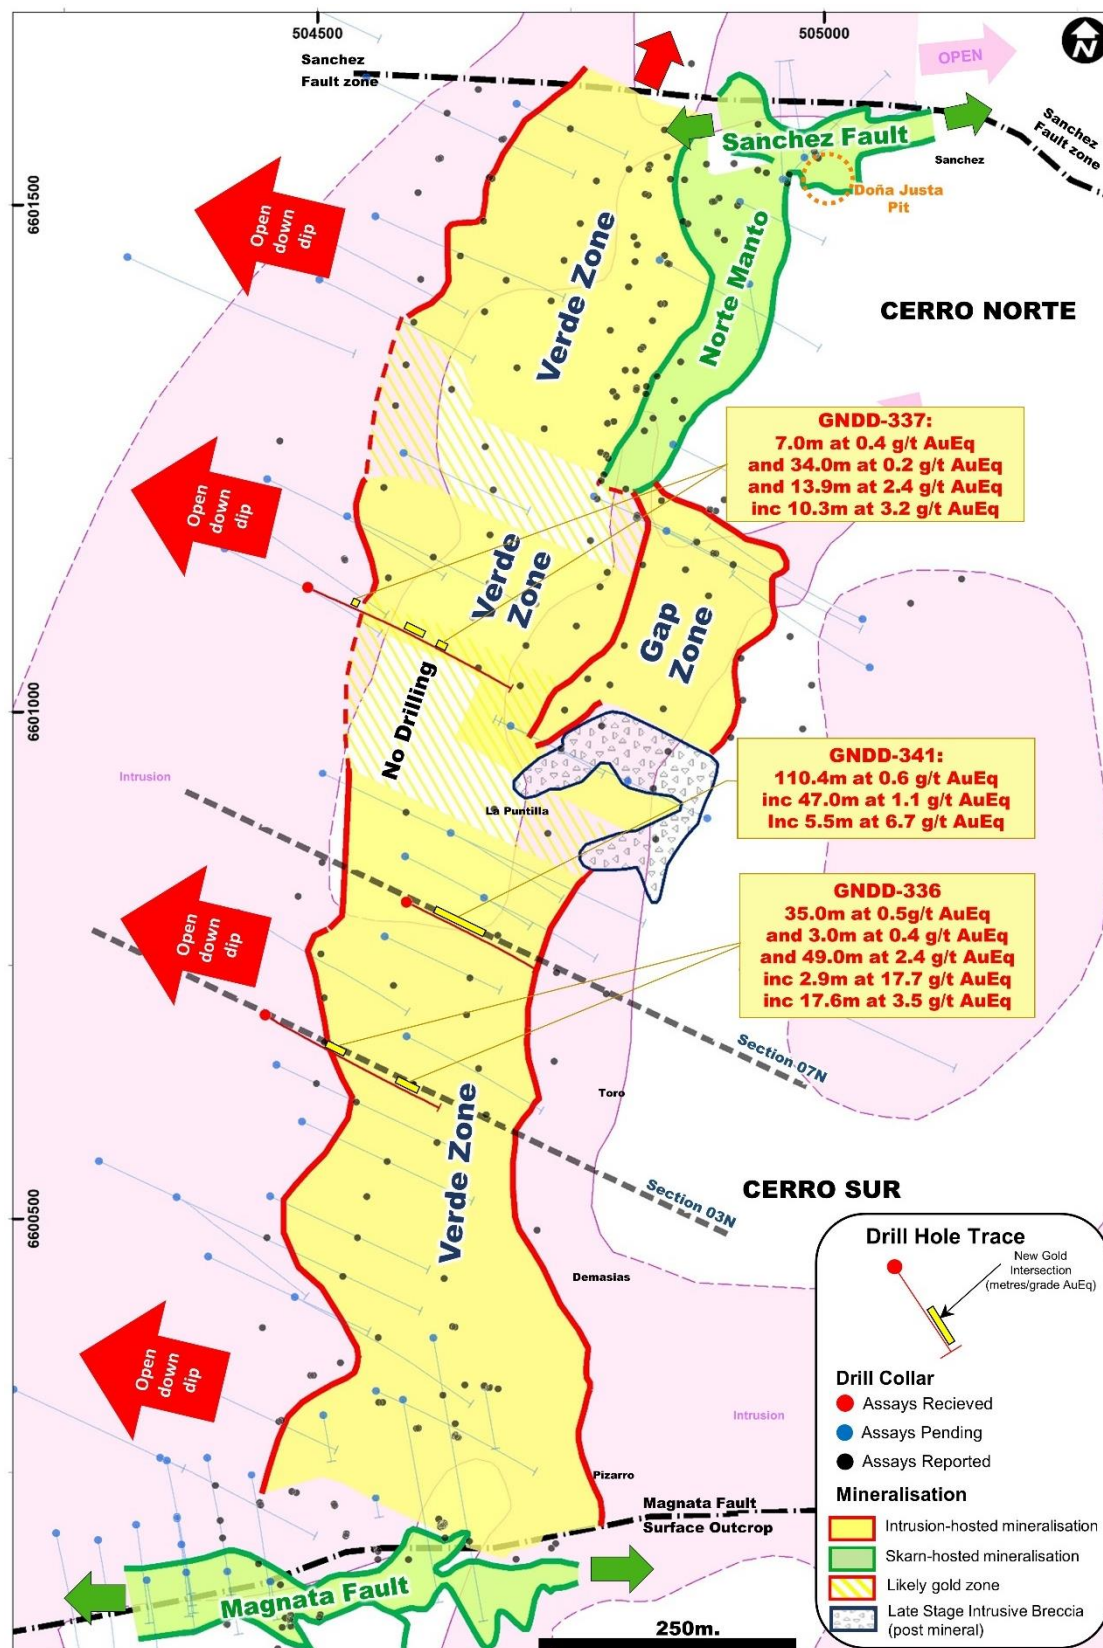 504500
505000
N
OPEN
Sanchez
Fault zone
Sanchez Fault
Sanchez
Fault zone
Sanchez
Doña Justa
Pit
6601500
Open
down
dip
Verde Zone
Norte Manto
CERRO NORTE
GNDD-337:
7.0m at 0.4 g/t AuEq
and 34.0m at 0.2 g/t AuEq
and 13.9m at 2.4 g/t AuEq
inc 10.3m at 3.2 g/t AuEq
Open
down
dip
Verde
Zone
Gap
Zone
6601000
No Drilling
Intrusion
La Puntilla
GNDD-341:
110.4m at 0.6 g/t AuEq
inc 47.0m at 1.1 g/t AuEq
Inc 5.5m at 6.7 g/t AuEq
GNDD-336
35.0m at 0.5g/t AuEq
and 3.0m at 0.4 g/t AuEq
and 49.0m at 2.4 g/t AuEq
inc 2.9m at 17.7 g/t AuEq
inc 17.6m at 3.5 g/t AuEq
Open
down
dip
Section 07N
Toro
Verde Zone
Section 03N
CERRO SUR
6600500
Demasias
Open
down
dip
Intrusion
Pizarro
Magnata Fault
Surface Outcrop
Magnata Fault
250m.
Drill Hole Trace
New Gold
Intersection
(metres/grade AuEq)
Drill Collar
Assays Recieved
Assays Pending
Assays Reported
Mineralisation
Intrusion-hosted mineralisation
Skarn-hosted mineralisation
Likely gold zone
Late Stage Intrusive Breccia
(post mineral)